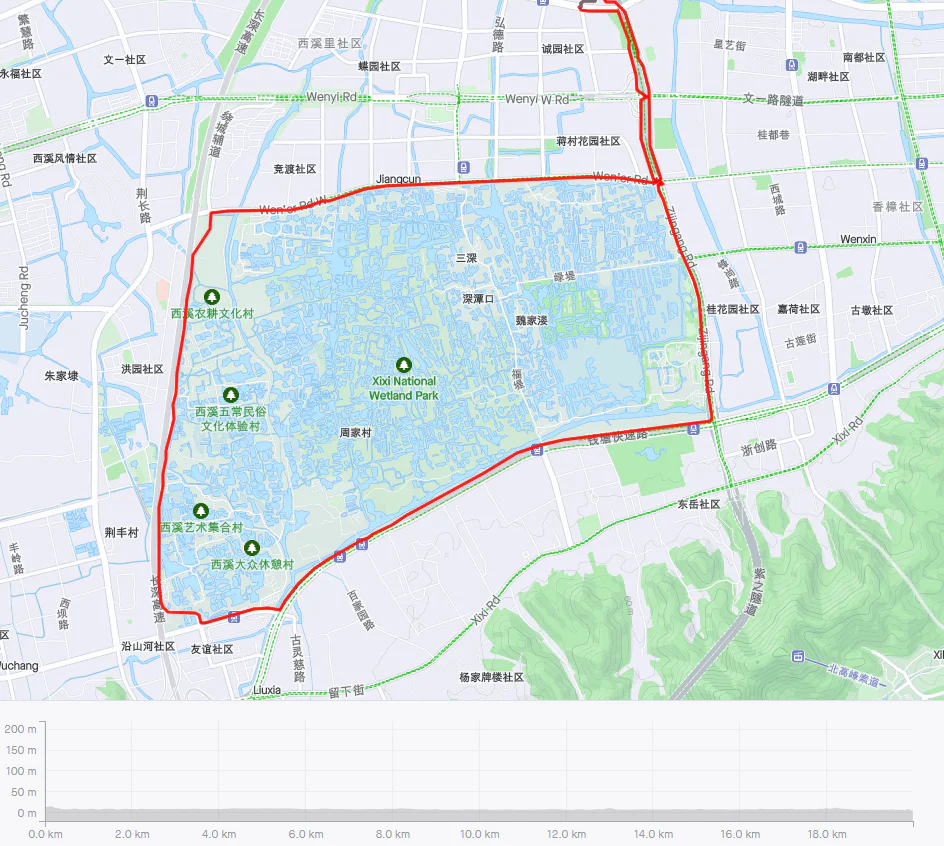 繁慧路
长深高速
西溪里社区
弘德路
诚园社区
星艺街
南都社区
文一社区
永福社区
蝶园社区
湖畔社区
Wenyi Rd
Wenyi W Rd
文一路隧道
葵城辅道
桂都巷
蒋村花园社区
西溪风情社区
竞渡社区
Jiangcun
Wen'er Rd
ng Rd
荆长路
Wen'er Rd W
西城路
香樟社区
Zijingang Rd
Wenxin
三深
绿堤
Jucheng Rd
深潭口
西溪农耕文化村
魏家溇
桂花园社区
嘉荷社区
古墩社区
古莲街
Zijingang Rd
洪园社区
朱家埭
Xixi National
Wetland Park
福堤
西溪五常民俗
文化体验村
周家村
钱塘快速路
浙创路
Xixi Rd
东岳社区
西溪艺术集合村
荆丰村
丰岭路
西溪大众休憩村
长深高速
紫之隧道
西坝路
百家园路
Xixi Rd
60 m
区
沿山河社区
友谊社区
古灵慈路
Wuchang
北高峰索道
Xi
杨家牌楼社区
Liuxia
留下街
200 m
150 m
100 m
50 m
0 m
0.0 km
2.0 km
4.0 km
6.0 km
8.0 km
10.0 km
12.0 km
14.0 km
16.0 km
18.0 km